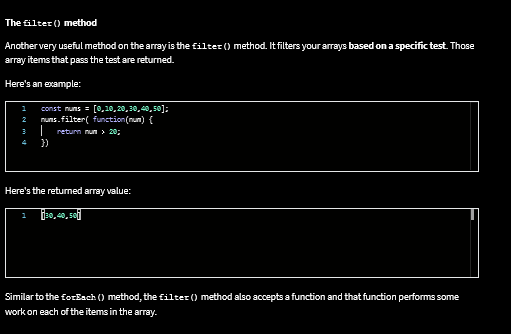 The filter() method
Another very useful method on the array is the filter() method. It filters your arrays based on a specific test. Those
array items that pass the test are returned.
Here's an example:
1 const nums = [0,10,20,30,40,50];
2 nums.filter( function(num) {
3 return num > 20;
4 })
Here's the returned array value:
1 [30,40,50]
Similar to the forEach() method, the filter() method also accepts a function and that function performs some
work on each of the items in the array.